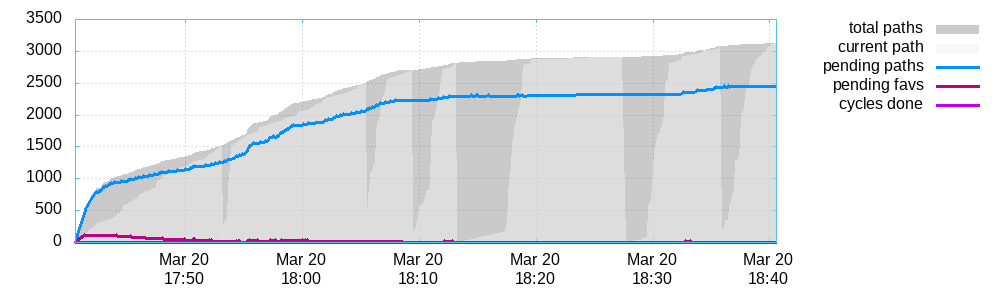 3500
3000
2500
2000
1500
1000
500
0
Mar 20 Mar 20 Mar 20 Mar 20 Mar 20 Mar 20
17:50 18:00 18:10 18:20 18:30 18:40
total paths
current path
pending paths
pending favs
cycles done